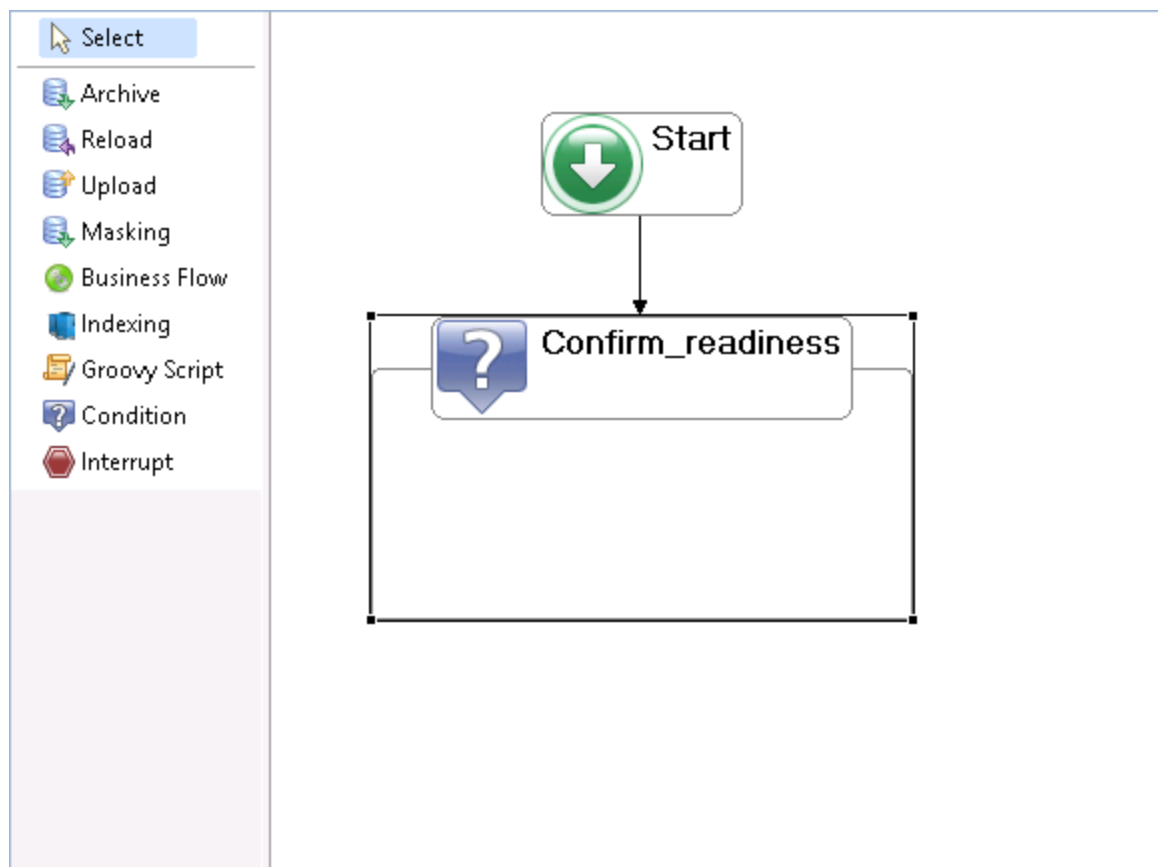 Select
Archive
Reload
Upload
Masking
Business Flow
Indexing
Groovy Script
Condition
Interrupt
Start
Confirm_readiness